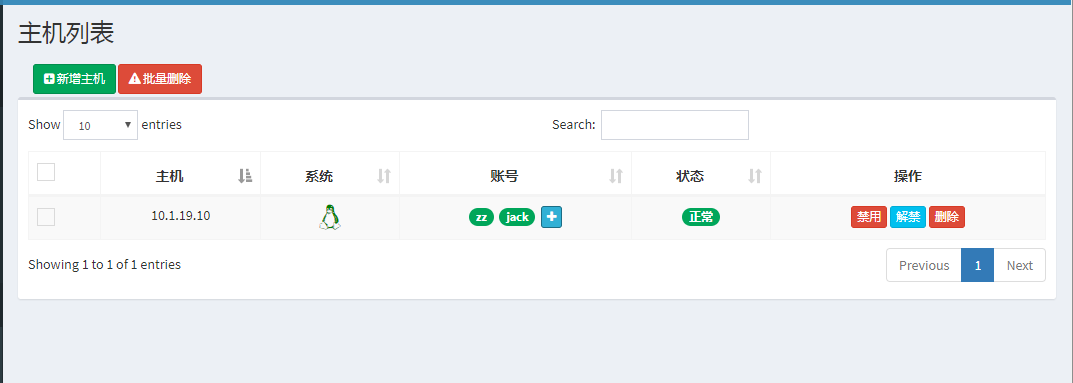 主机列表
新增主机 批量删除
Show 10 entries Search:
主机 系统 账号 状态 操作
10.1.19.10 zz jack 正常 禁用 解禁 删除
Showing 1 to 1 of 1 entries Previous 1 Next